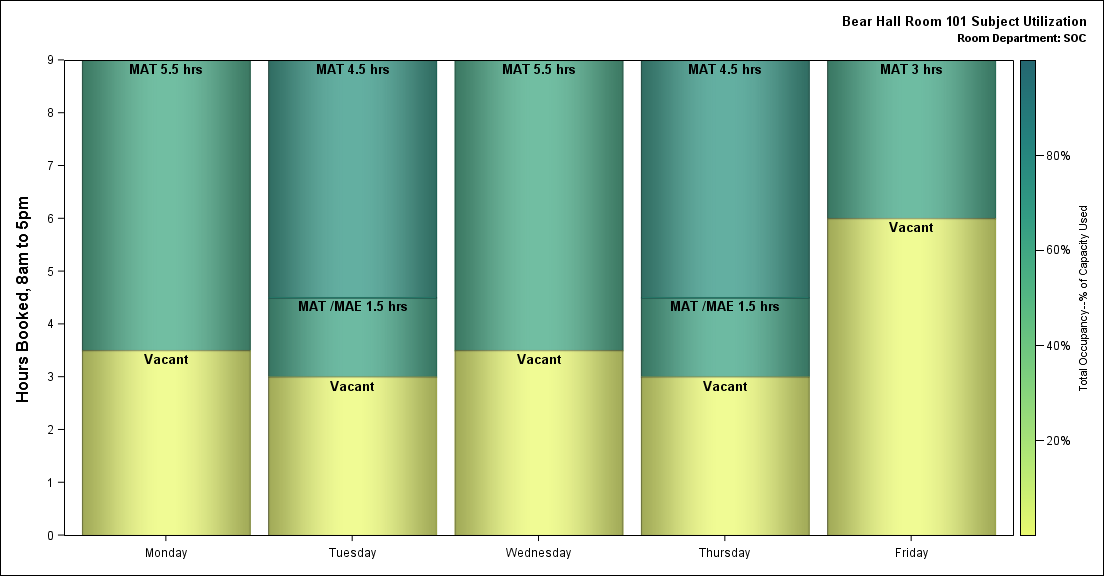 Bear Hall Room 101 Subject Utilization
Room Department: SOC
Hours Booked, 8am to 5pm
9
8
7
6
5
4
3
2
1
0
MAT 5.5 hrs
Vacant
MAT 4.5 hrs
MAT /MAE 1.5 hrs
Vacant
MAT 5.5 hrs
Vacant
MAT 4.5 hrs
MAT /MAE 1.5 hrs
Vacant
MAT 3 hrs
Vacant
Monday
Tuesday
Wednesday
Thursday
Friday
80%
60%
40%
20%
Total Occupancy--% of Capacity Used